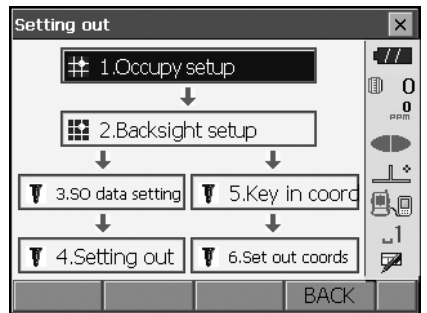 Setting out
1.Occupy setup
0
0
ppm
2.Backsight setup
3.SO data setting
5.Key in coord
4.Setting out
6.Set out coords
1
BACK